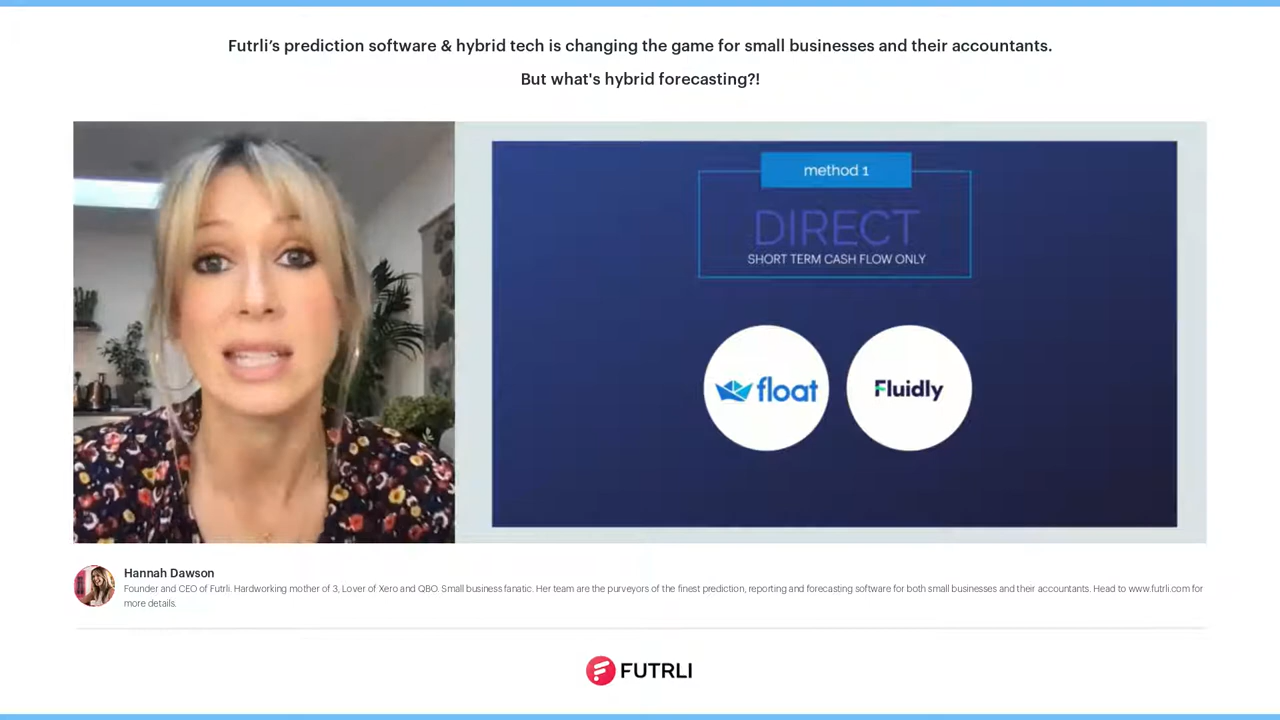 Futrli’s prediction software & hybrid tech is changing the game for small businesses and their accountants.
But what's hybrid forecasting?!
method 1
DIRECT
SHORT TERM CASH FLOW ONLY
float
Fluidly
Hannah Dawson
Founder and CEO of Futrli. Hardworking mother of 3, Lover of Xero and QBO. Small business fanatic. Her team are the purveyors of the finest prediction, reporting and forecasting software for both small businesses and their accountants. Head to www.futrli.com for
more details.
FUTRLI